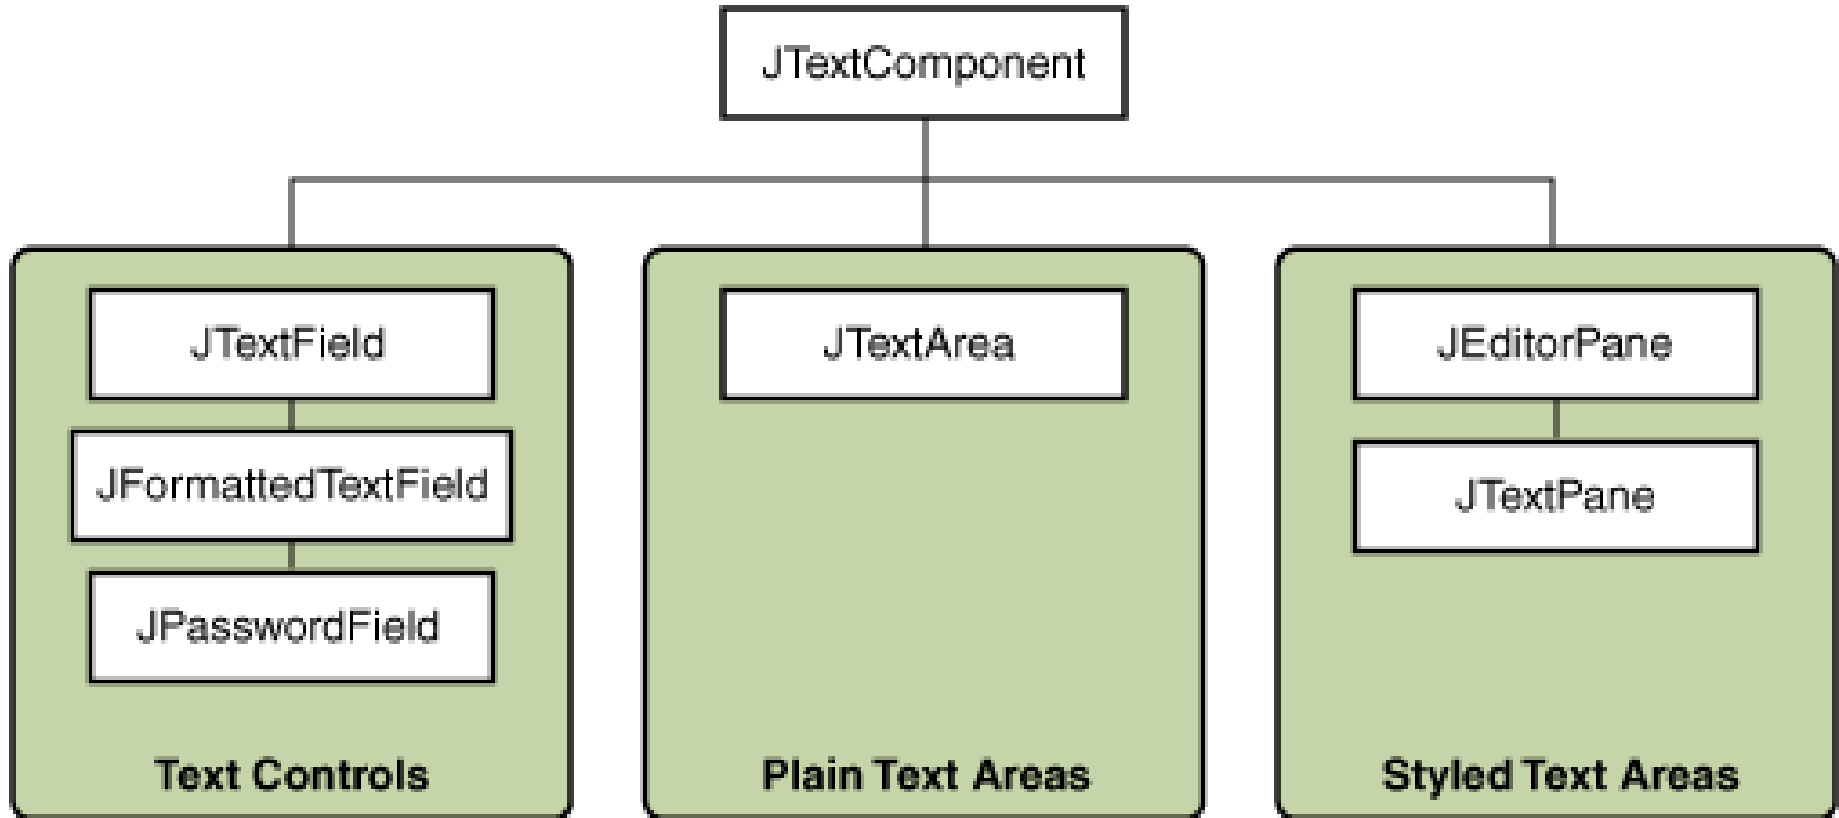 JTextComponent
JTextField
JFormattedTextField
JPasswordField
Text Controls
JTextArea
Plain Text Areas
JEditorPane
JTextPane
Styled Text Areas